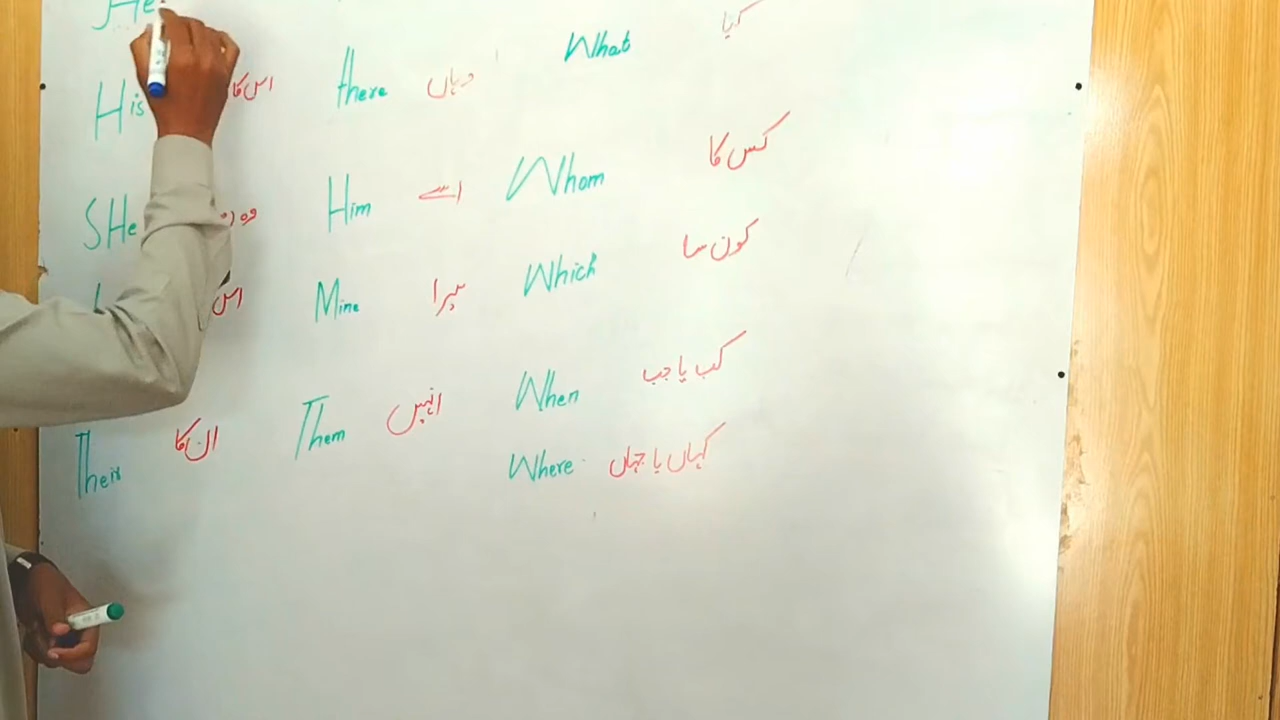 He
What کیا
His اس کا there وہاں
Whom کس کا
SHe وہ Him اسے
Which کون سا
اس Mine میرا
When کب یا جب
Their ان کا Them انہیں
Where کہاں یا جہاں